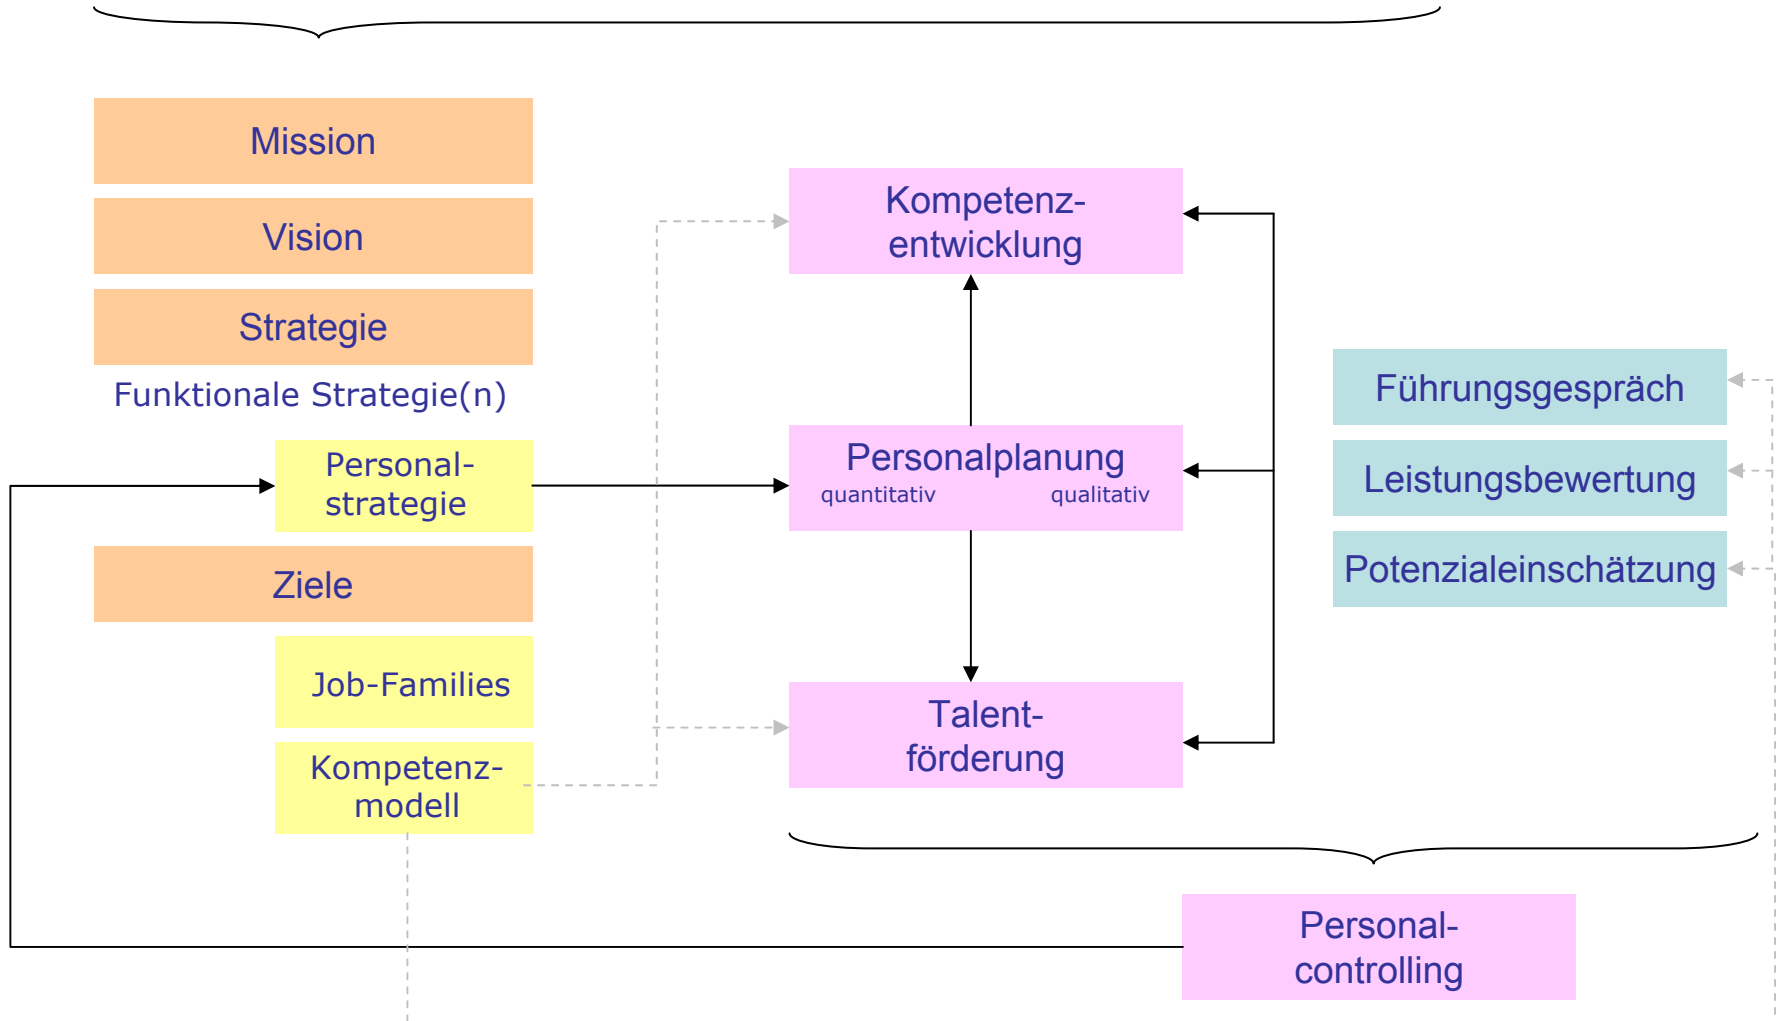 Mission
Vision
Strategie
Funktionale Strategie(n)
Personal-
strategie
Ziele
Job-Families
Kompetenz-
modell
Kompetenz-
entwicklung
Personalplanung
quantitativ qualitativ
Talent-
förderung
Führungsgespräch
Leistungsbewertung
Potenzialeinschätzung
Personal-
controlling